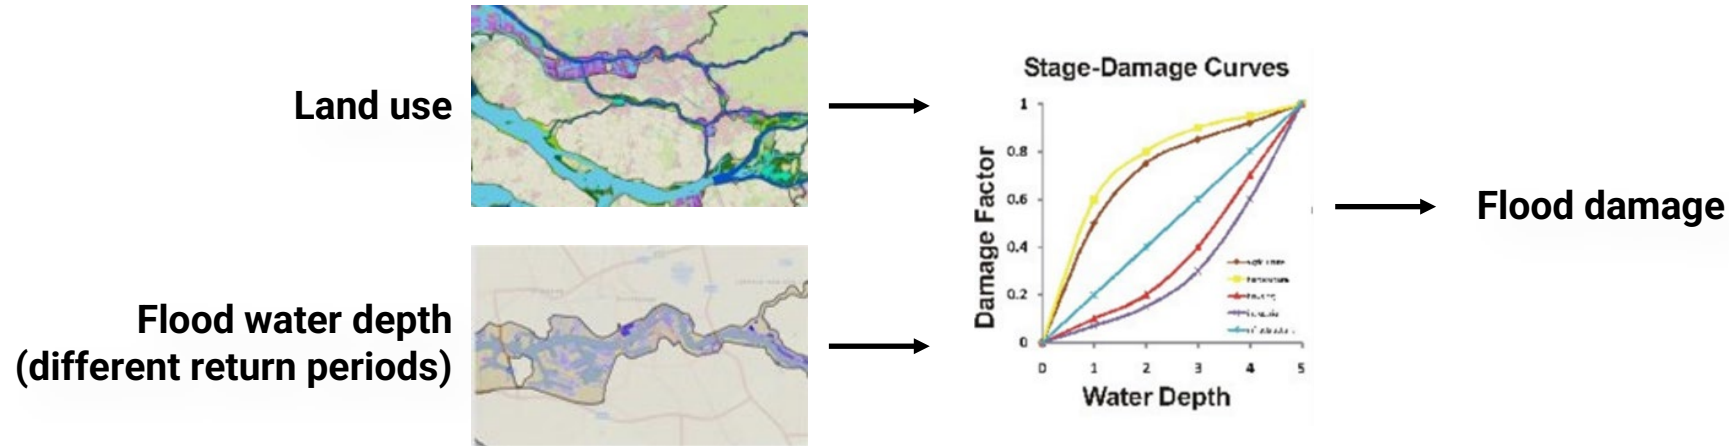 Land use
Flood water depth
(different return periods)
Stage-Damage Curves
Damage Factor
1
0.8
0.6
0.4
0.2
0
0 1 2 3 4 5
Water Depth
Flood damage